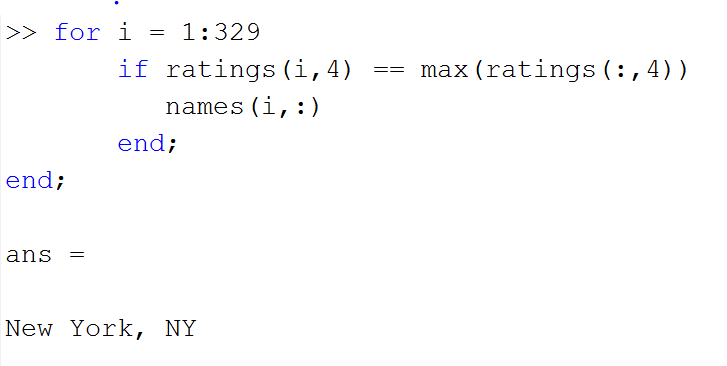 >> for i = 1:329
if ratings(i,4) == max(ratings(:,4))
names(i,:)
end;
end;
ans =
New York, NY